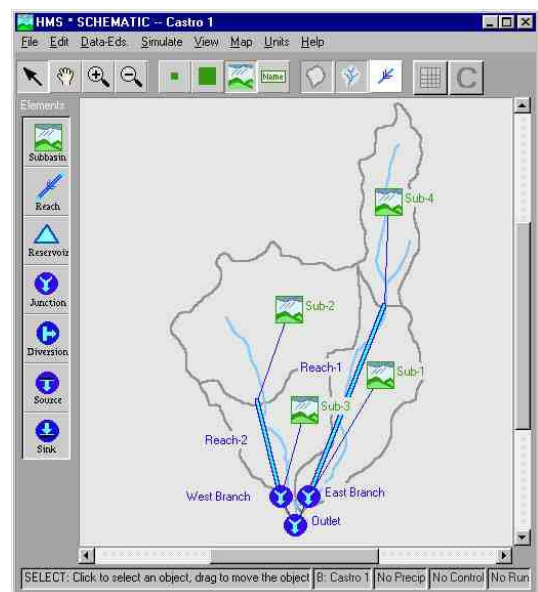 HMS * SCHEMATIC -- Castro 1
File Edit Data-Eds. Simulate View Map Units Help
Name
C
Elements
Subbasin
Reach
Reservoir
Junction
Diversion
Source
Sink
Sub-4
Sub-2
Reach-1
Sub-1
Sub-3
Reach-2
West Branch
East Branch
Outlet
SELECT: Click to select an object, drag to move the object B: Castro 1 No Precip No Control No Run